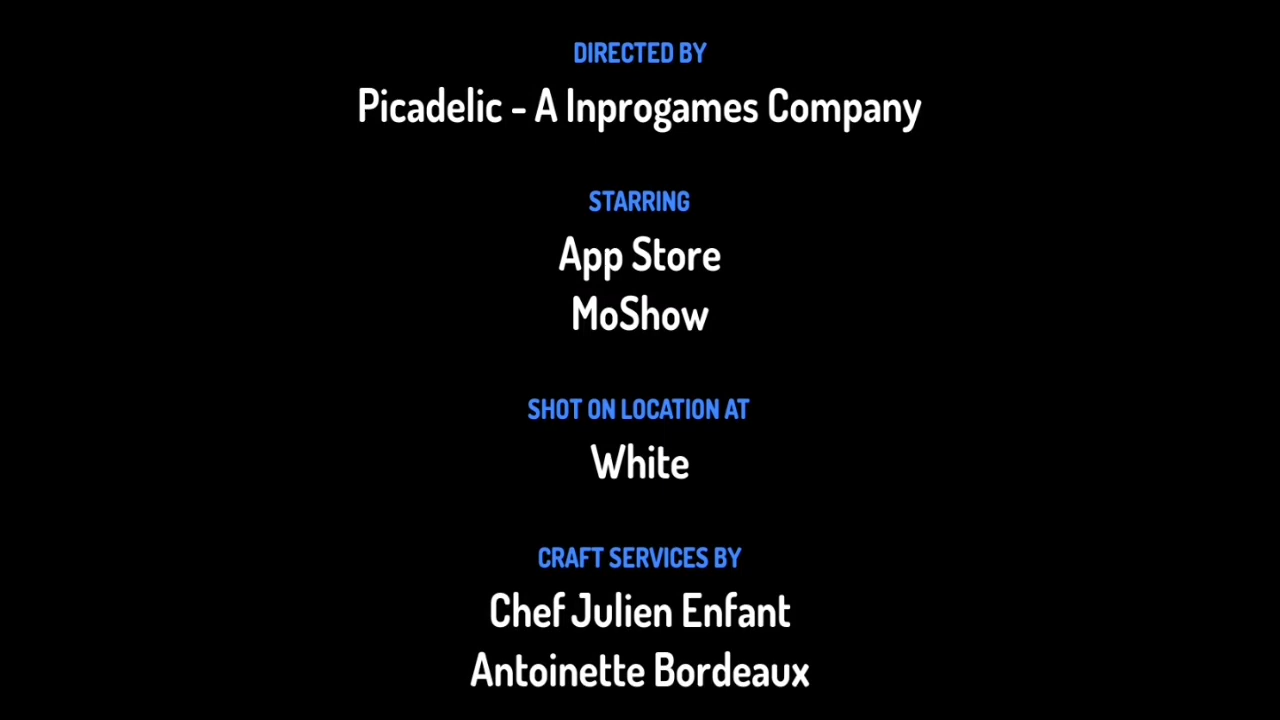 DIRECTED BY
Picadelic - A Inprogames Company
STARRING
App Store
MoShow
SHOT ON LOCATION AT
White
CRAFT SERVICES BY
Chef Julien Enfant
Antoinette Bordeaux